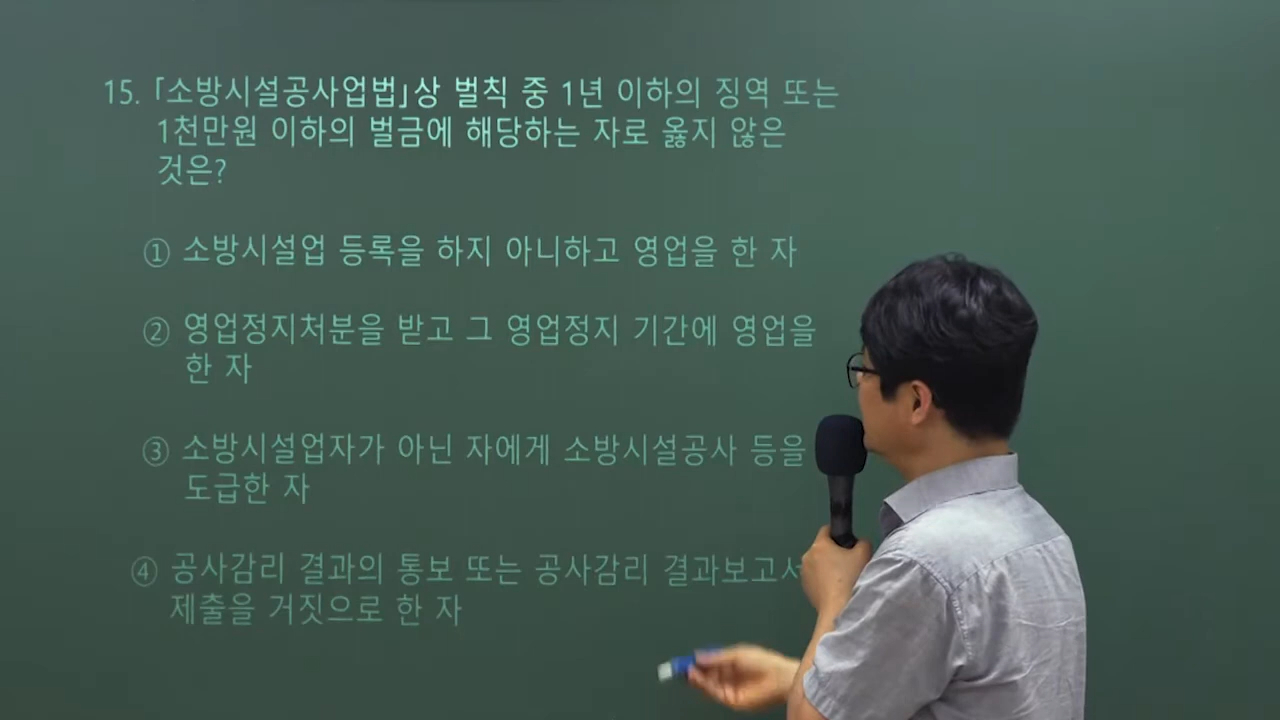 15. 「소방시설공사업법」상 벌칙 중 1년 이하의 징역 또는
1천만원 이하의 벌금에 해당하는 자로 옳지 않은
것은?
① 소방시설업 등록을 하지 아니하고 영업을 한 자
② 영업정지처분을 받고 그 영업정지 기간에 영업을
한 자
③ 소방시설업자가 아닌 자에게 소방시설공사 등을
도급한 자
④ 공사감리 결과의 통보 또는 공사감리 결과보고서
제출을 거짓으로 한 자